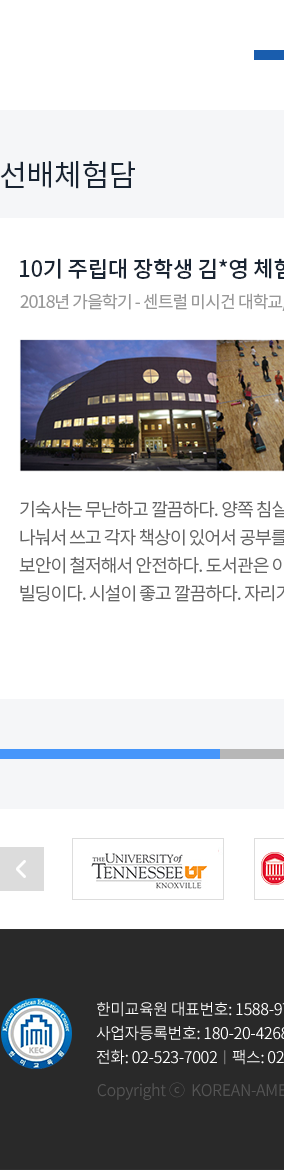 선배체험담
10기 주립대 장학생 김*영 체험
2018년 가을학기 - 센트럴 미시건 대학교,
기숙사는 무난하고 깔끔하다. 양쪽 침실
나눠서 쓰고 각자 책상이 있어서 공부를
보안이 철저해서 안전하다. 도서관은 이
빌딩이다. 시설이 좋고 깔끔하다. 자리가
THE UNIVERSITY of
TENNESSEE UT
KNOXVILLE
Korean American Education Center
KEC
한미교육원
한미교육원 대표번호: 1588-97
사업자등록번호: 180-20-4268
전화: 02-523-7002 | 팩스: 02
Copyright ⓒ KOREAN-AME